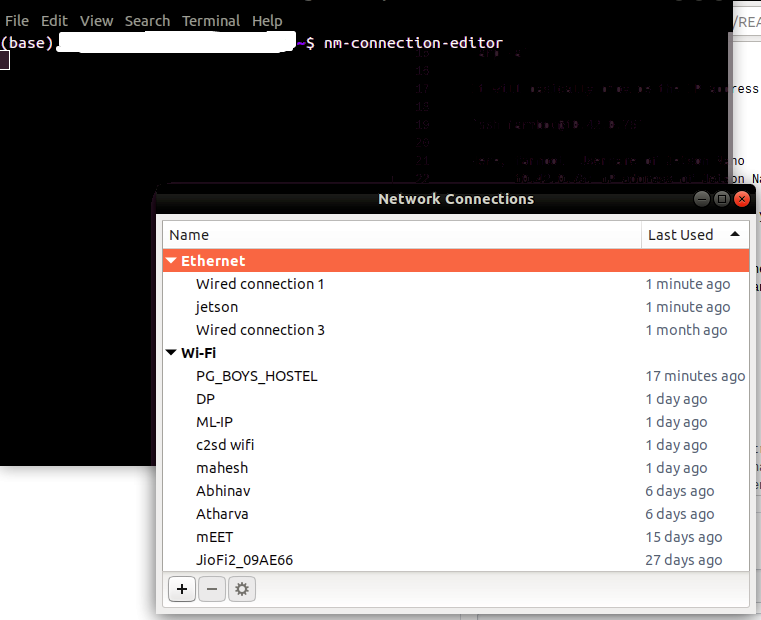 File Edit View Search Terminal Help
(base) ~$ nm-connection-editor
/REA
ress
Network Connections
Name Last Used
Ethernet
Wired connection 1 1 minute ago
jetson 1 minute ago
Wired connection 3 1 month ago
Wi-Fi
PG_BOYS_HOSTEL 17 minutes ago
DP 1 day ago
ML-IP 1 day ago
c2sd wifi 1 day ago
mahesh 1 day ago
Abhinav 6 days ago
Atharva 6 days ago
mEET 15 days ago
JioFi2_09AE66 27 days ago